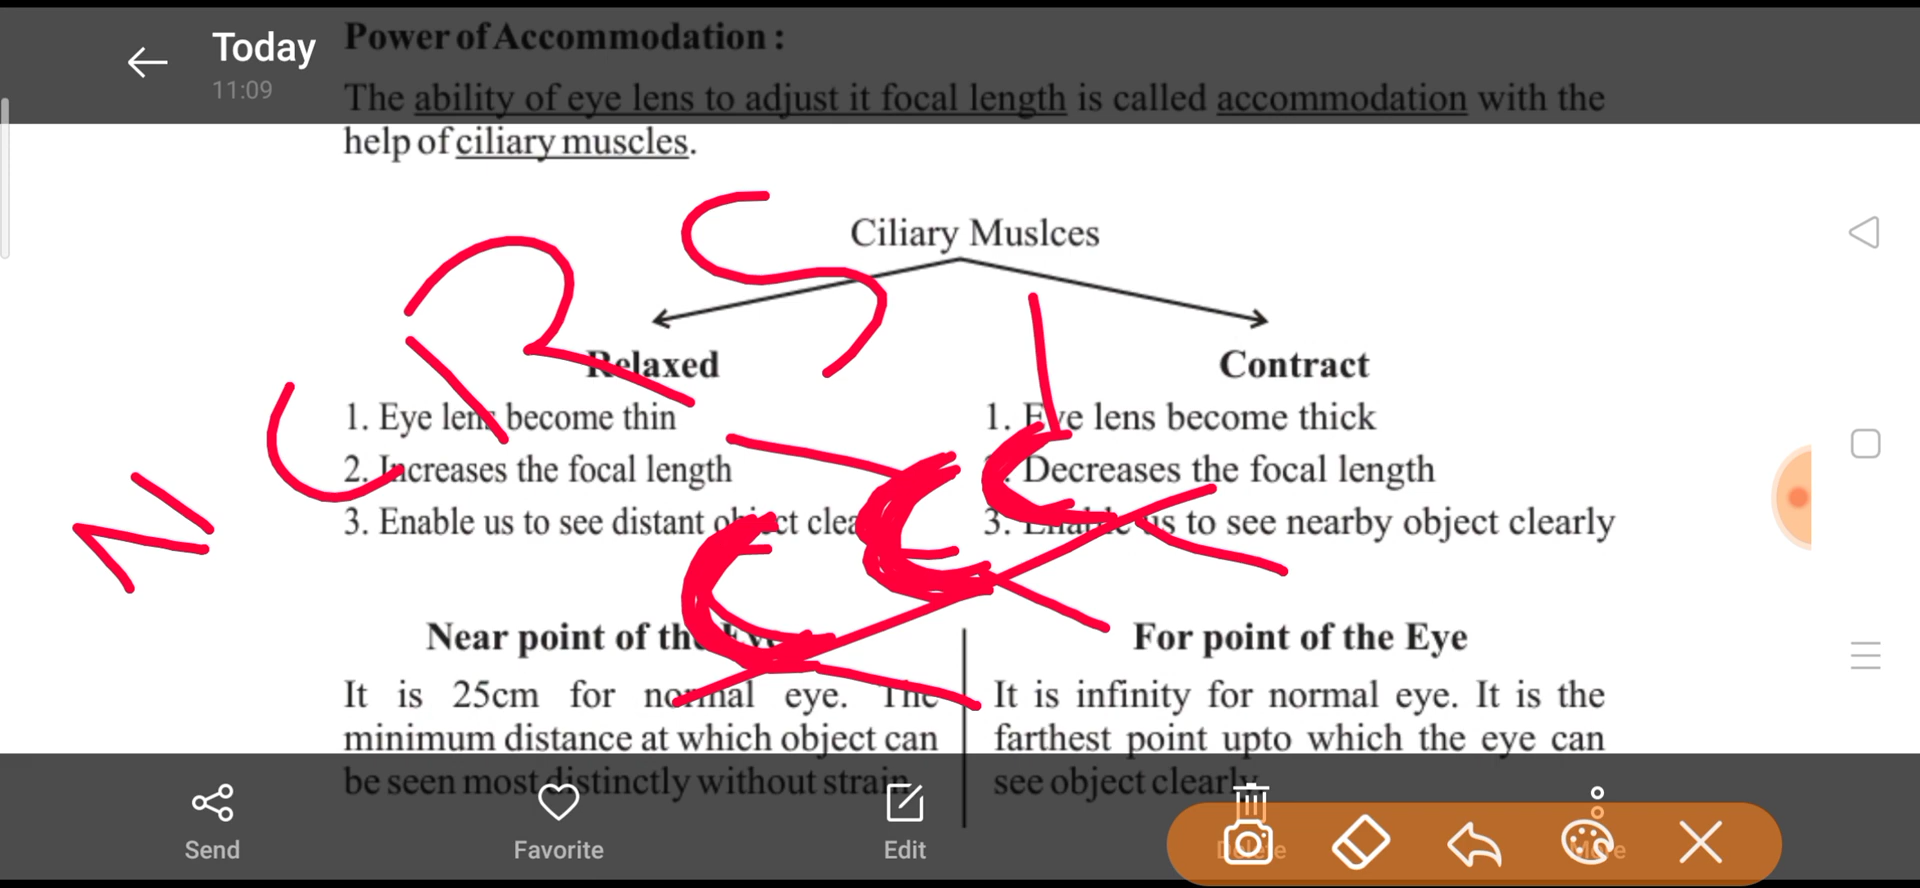 Today
11:09
Power of Accommodation :
The ability of eye lens to adjust it focal length is called accommodation with the
help of ciliary muscles.
Ciliary Muslces
Relaxed
1. Eye lens become thin
2. Increases the focal length
3. Enable us to see distant object
Contract
1. Eye lens become thick
Decreases the focal length
3. Enable us to see nearby object clearly
Near point of the Eye
It is 25cm for normal eye. The
minimum distance at which object can
be seen most distinctly without strain
For point of the Eye
It is infinity for normal eye. It is the
farthest point upto which the eye can
see object clearly
Send
Favorite
Edit
Delete